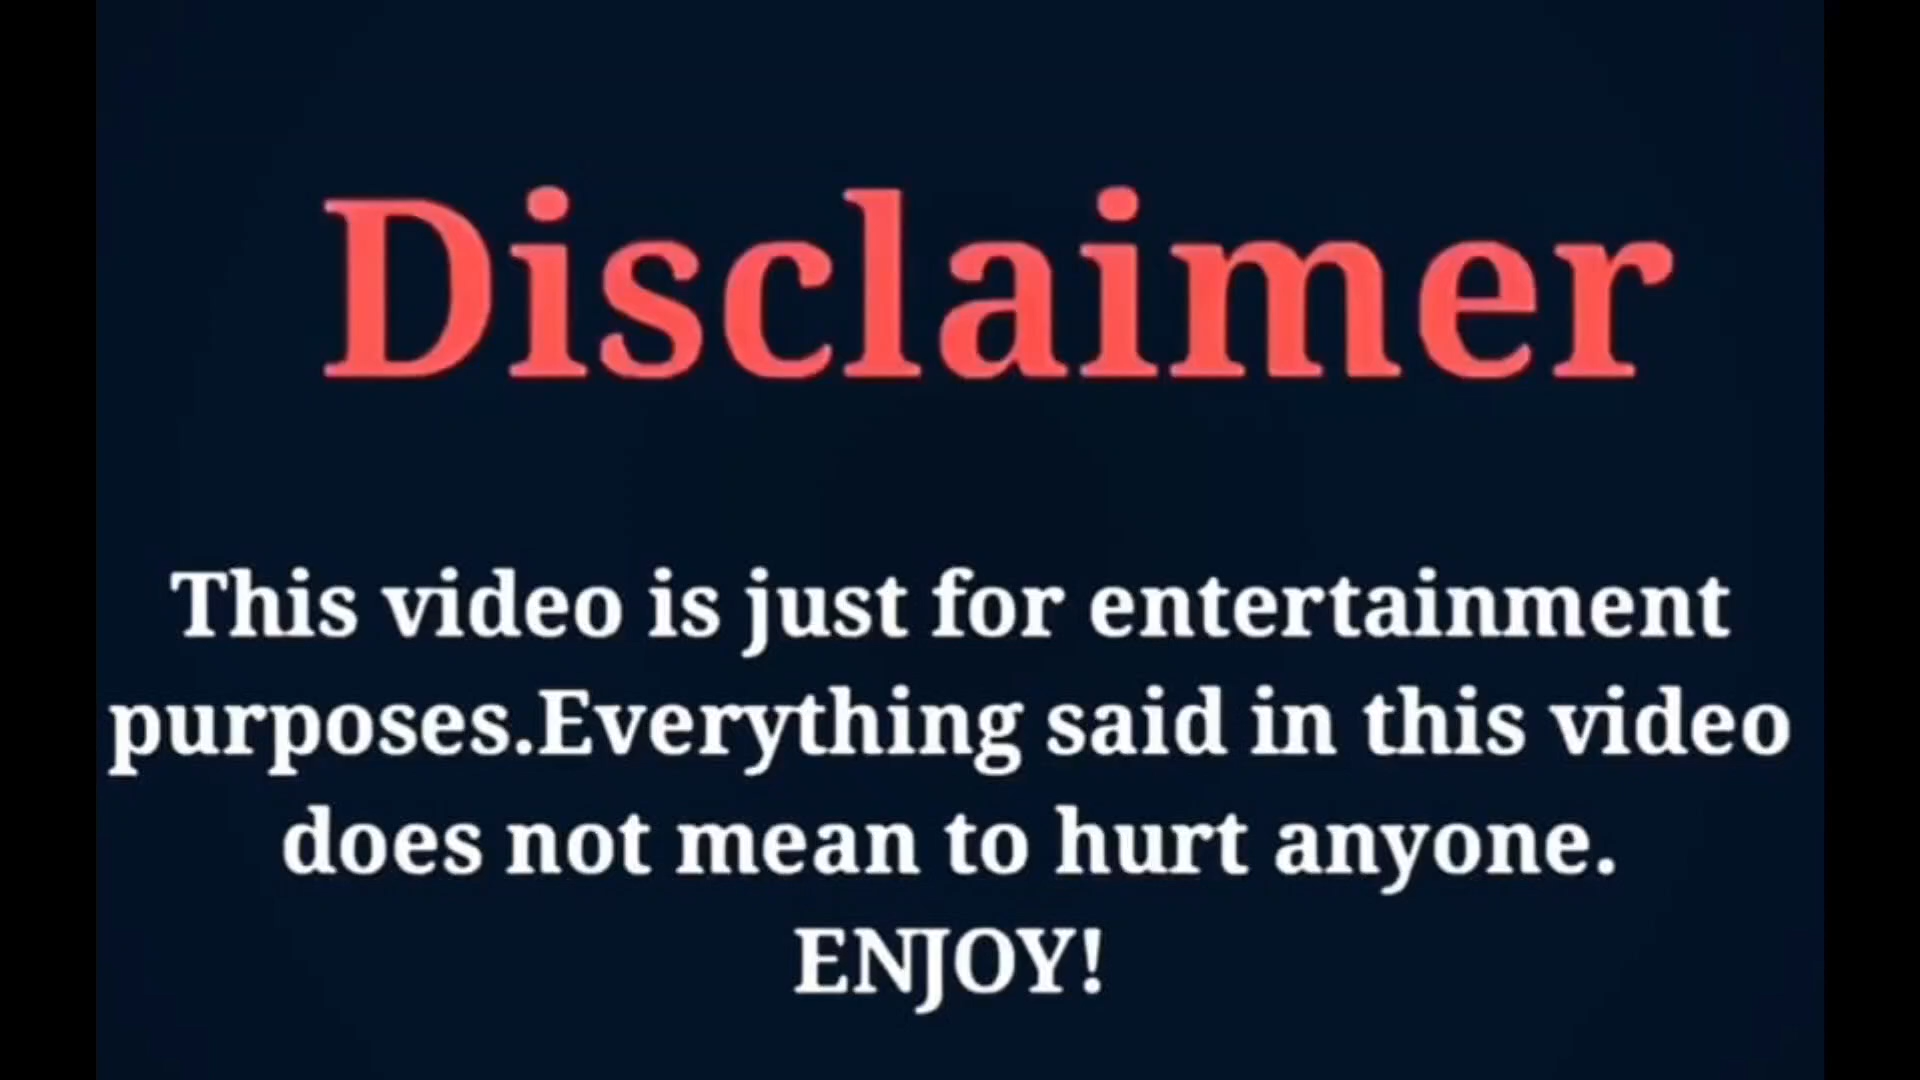 Disclaimer
This video is just for entertainment
purposes.Everything said in this video
does not mean to hurt anyone.
ENJOY!